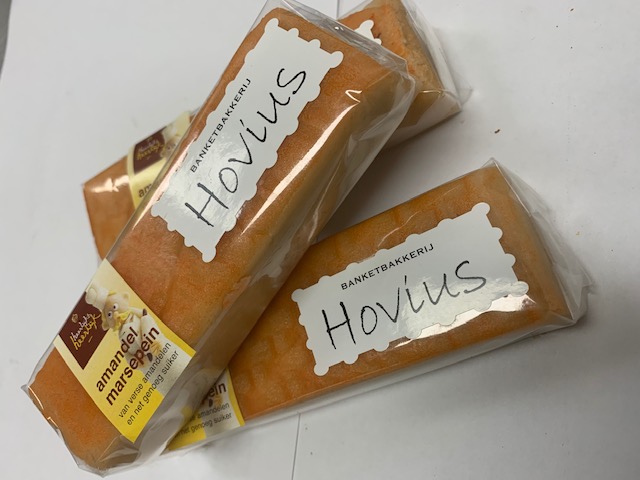 BANKETBAKKERIJ
Hovius
amandel
marsepein
van verse amandelen
en net genoeg suiker
BANKETBAKKERIJ
Hovius